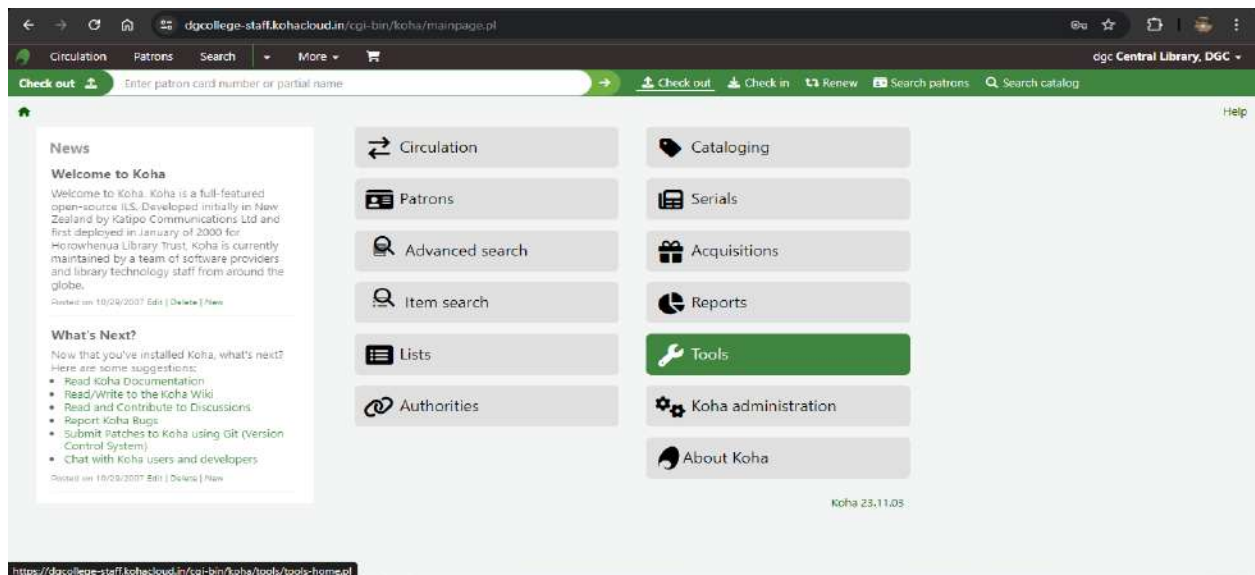 dgcollege-staff.kohacloud.in/cgi-bin/koha/mainpage.pl
Circulation Patrons Search More dgc Central Library, DGC
Check out Enter patron card number or partial name Check out Check in Renew Search patrons Search catalog
Help
News
Welcome to Koha
Welcome to Koha. Koha is a full-featured
open-source ILS. Developed initially in New
Zealand by Katipo Communications Ltd and
first deployed in January of 2000 for
Horowhenua Library Trust, Koha is currently
maintained by a team of software providers
and library technology staff from around the
globe.
Posted on 10/29/2007 Edit | Delete | New
What's Next?
Now that you've installed Koha, what's next?
Here are some suggestions:
Read Koha Documentation
Read/Write to the Koha Wiki
Read and Contribute to Discussions
Report Koha Bugs
Submit Patches to Koha using Git (Version
Control System)
Chat with Koha users and developers
Posted on 10/29/2007 Edit | Delete | New
Circulation
Patrons
Advanced search
Item search
Lists
Authorities
Cataloging
Serials
Acquisitions
Reports
Tools
Koha administration
About Koha
Koha 23.11.05
https://dgcollege-staff.kohacloud.in/cgi-bin/koha/tools/tools-home.pl